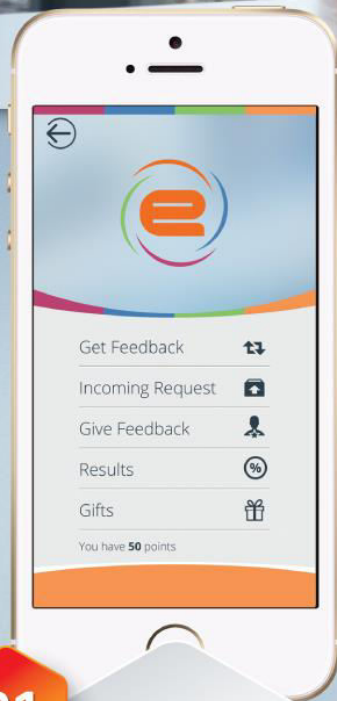 e
Get Feedback
Incoming Request
Give Feedback
Results
%
Gifts
You have 50 points